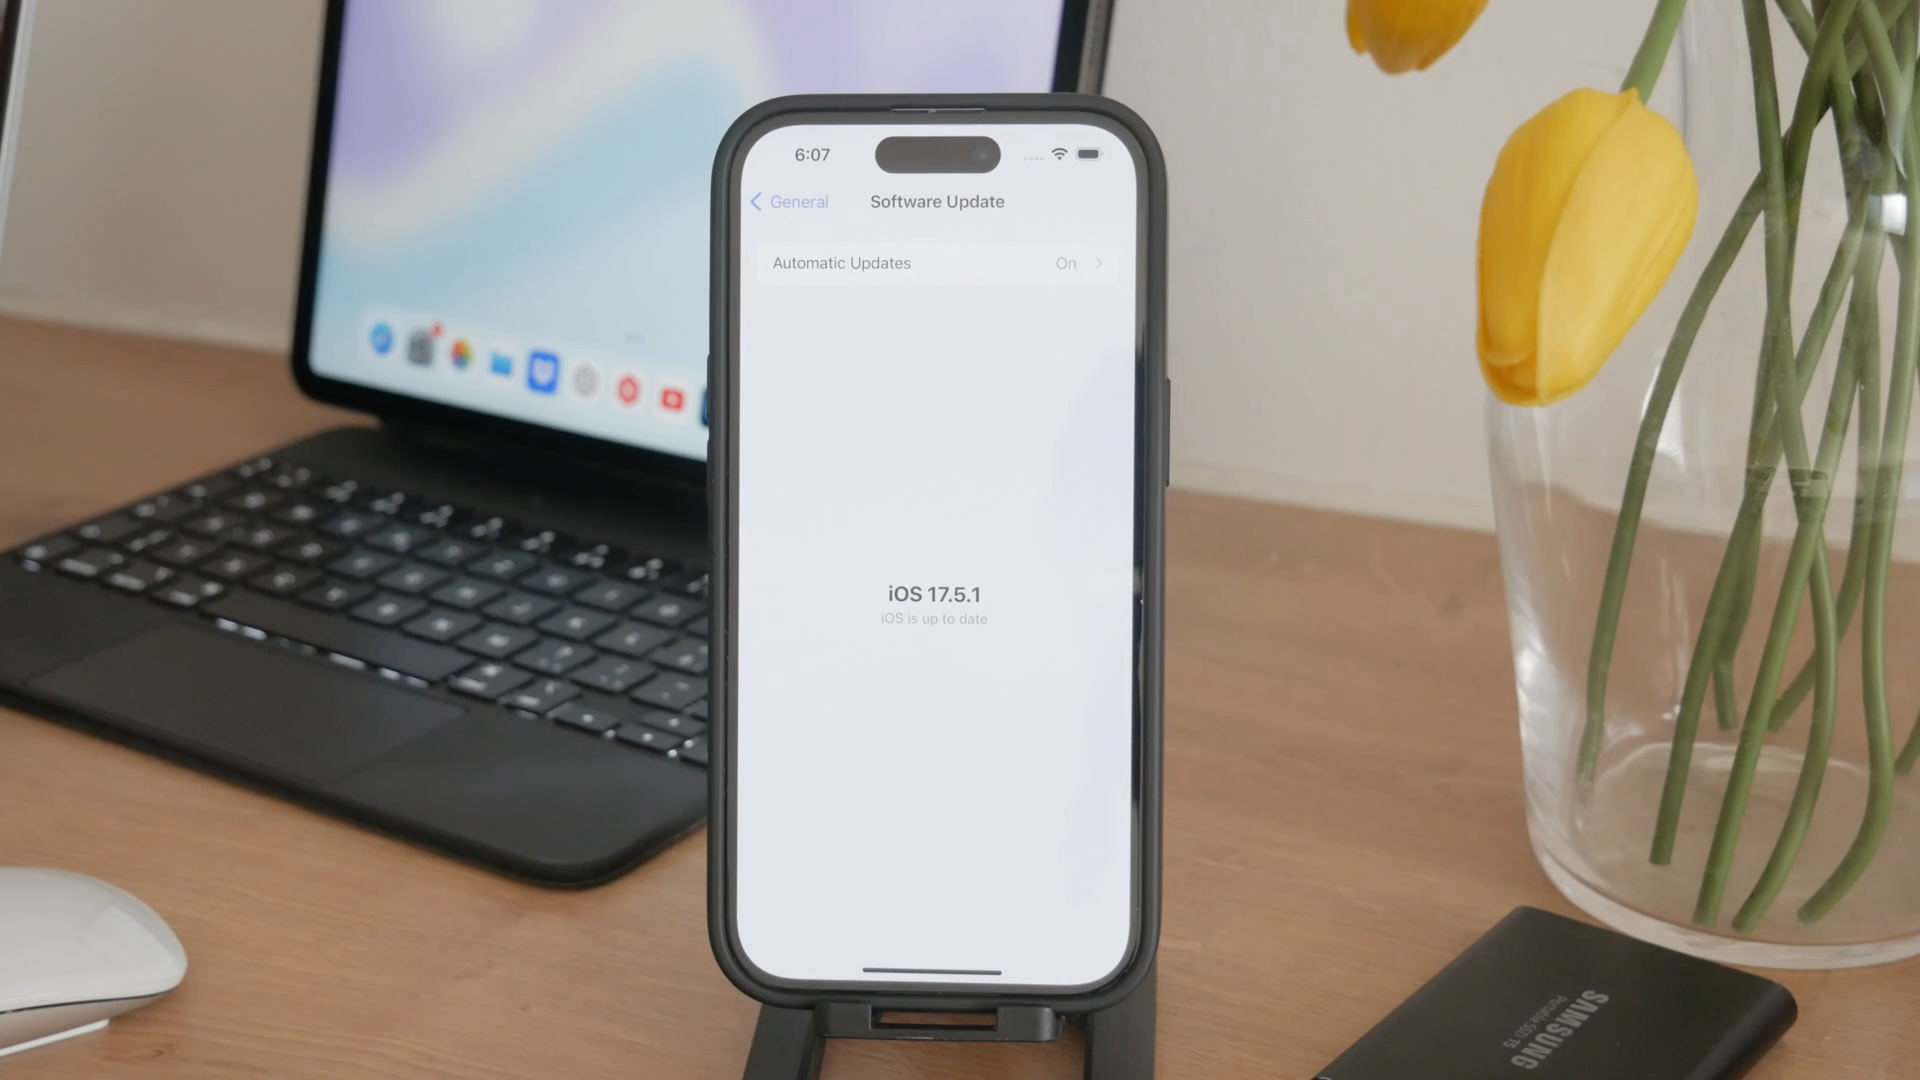 6:07
General
Software Update
Automatic Updates
On
iOS 17.5.1
iOS is up to date
SAMSUNG
Portable SSD T5